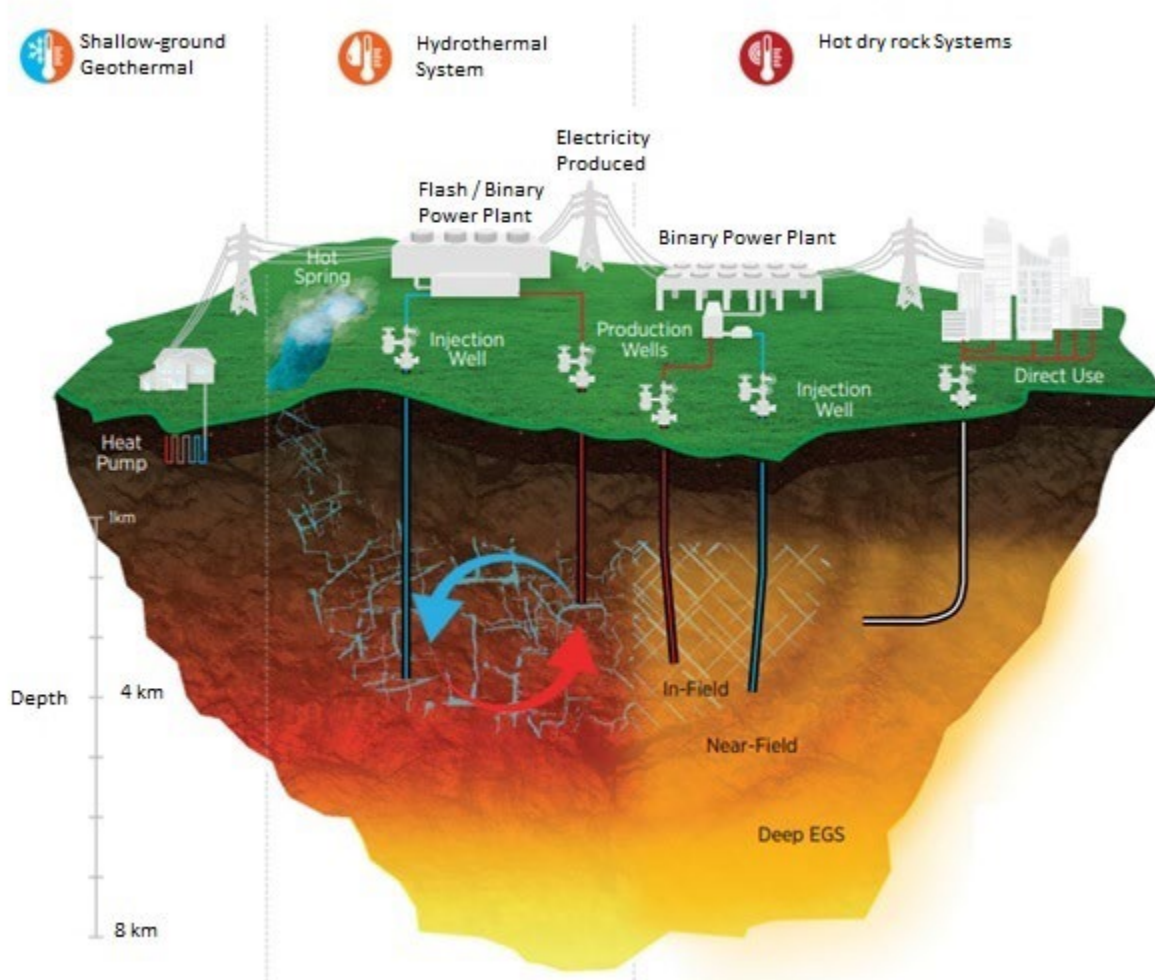 Shallow-ground
Geothermal
Hydrothermal
System
Hot dry rock Systems
Electricity
Produced
Flash / Binary
Power Plant
Binary Power Plant
Hot
Spring
Injection
Well
Production
Wells
Injection
Well
Direct Use
Heat
Pump
1km
Depth
4 km
In-Field
Near-Field
Deep EGS
8 km